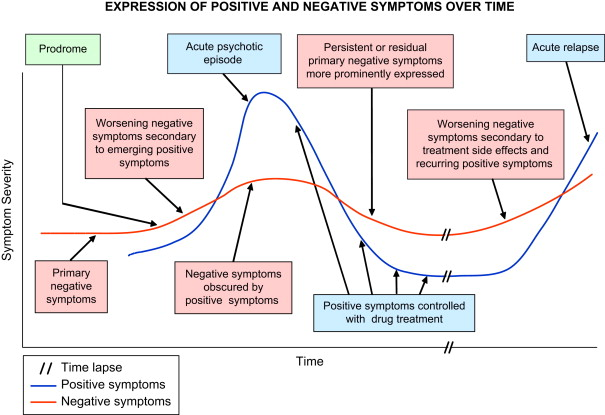 EXPRESSION OF POSITIVE AND NEGATIVE SYMPTOMS OVER TIME
Prodrome
Acute psychotic
episode
Persistent or residual
primary negative symptoms
more prominently expressed
Acute relapse
Worsening negative
symptoms secondary
to emerging positive
symptoms
Worsening negative
symptoms secondary to
treatment side effects and
recurring positive symptoms
Symptom Severity
Primary
negative
symptoms
Negative symptoms
obscured by
positive symptoms
Positive symptoms controlled
with drug treatment
Time
Time lapse
Positive symptoms
Negative symptoms